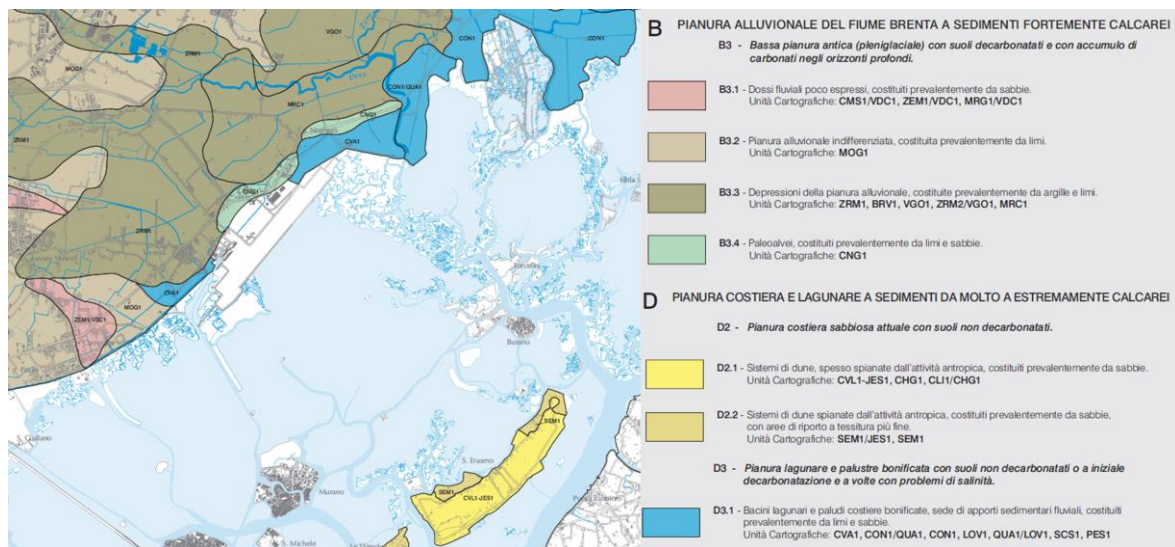 VGO1
CON1
CON1
ZRM1
MOG1
Dese
CON1/QUA1
MRC1
CNG1
CVA1
ZRM1
CNG1
ZRM1
Torcello
MOG1
ZEM1/VDC1
Burano
SEM1
S. Giuliano
S. Erasmo
SEM1
CVL1-JES1
Murano
S. Michele
B PIANURA ALLUVIONALE DEL FIUME BRENTA A SEDIMENTI FORTEMENTE CALCAREI
B3 - Bassa pianura antica (pleniglaciale) con suoli decarbonatati e con accumulo di
carbonati negli orizzonti profondi.
B3.1 - Dossi fluviali poco espressi, costituiti prevalentemente da sabbie.
Unità Cartografiche: CMS1/VDC1, ZEM1/VDC1, MRG1/VDC1
B3.2 - Pianura alluvionale indifferenziata, costituita prevalentemente da limi.
Unità Cartografiche: MOG1
B3.3 - Depressioni della pianura alluvionale, costituite prevalentemente da argille e limi.
Unità Cartografiche: ZRM1, BRV1, VGO1, ZRM2/VGO1, MRC1
B3.4 - Paleoalvei, costituiti prevalentemente da limi e sabbie.
Unità Cartografiche: CNG1
D PIANURA COSTIERA E LAGUNARE A SEDIMENTI DA MOLTO A ESTREMAMENTE CALCAREI
D2 - Pianura costiera sabbiosa attuale con suoli non decarbonatati.
D2.1 - Sistemi di dune, spesso spianate dall'attività antropica, costituiti prevalentemente da sabbie.
Unità Cartografiche: CVL1-JES1, CHG1, CLI1/CHG1
D2.2 - Sistemi di dune spianate dall'attività antropica, costituiti prevalentemente da sabbie,
con aree di riporto a tessitura più fine.
Unità Cartografiche: SEM1/JES1, SEM1
D3 - Pianura lagunare e palustre bonificata con suoli non decarbonatati o a iniziale
decarbonatazione e a volte con problemi di salinità.
D3.1 - Bacini lagunari e paludi costiere bonificate, sede di apporti sedimentari fluviali, costituiti
prevalentemente da limi e sabbie.
Unità Cartografiche: CVA1, CON1/QUA1, CON1, LOV1, QUA1/LOV1, SCS1, PES1